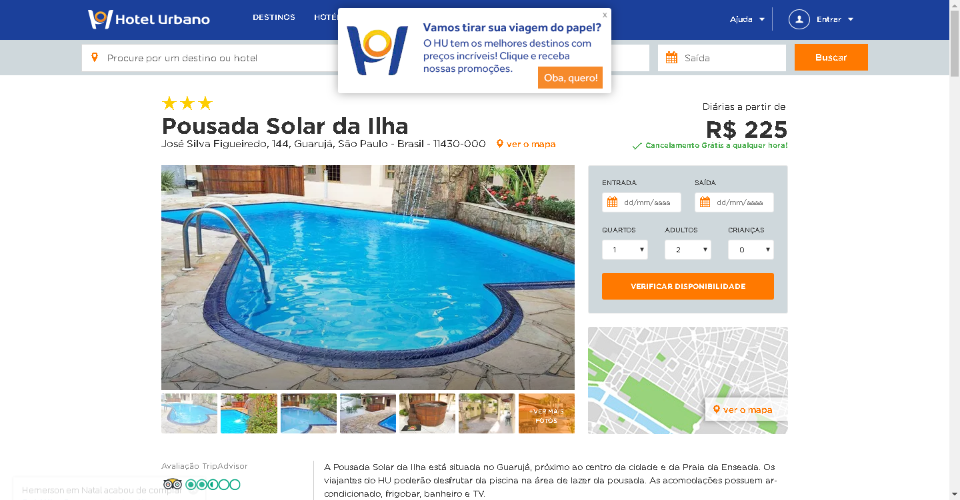 Hotel Urbano
DESTINOS
Ajuda
Entrar
x
Vamos tirar sua viagem do papel?
O HU tem os melhores destinos com
preços incríveis! Clique e receba
nossas promoções.
Oba, quero!
Procure por um destino ou hotel
Saída
Buscar
Pousada Solar da Ilha
José Silva Figueiredo, 144, Guarujá, São Paulo - Brasil - 11430-000
ver o mapa
Diárias a partir de
R$ 225
Cancelamento Grátis a qualquer hora!
ENTRADA
SAÍDA
dd/mm/aaaa
dd/mm/aaaa
QUARTOS
ADULTOS
CRIANÇAS
1
2
0
VERIFICAR DISPONIBILIDADE
ver o mapa
+VER MAIS
FOTOS
Avaliação TripAdvisor
Hemerson em Natal acabou de comprar
A Pousada Solar da Ilha está situada no Guarujá, próximo ao centro da cidade e da Praia da Enseada. Os
viajantes do HU poderão desfrutar da piscina na área de lazer da pousada. As acomodações possuem ar-
condicionado, frigobar, banheiro e TV.